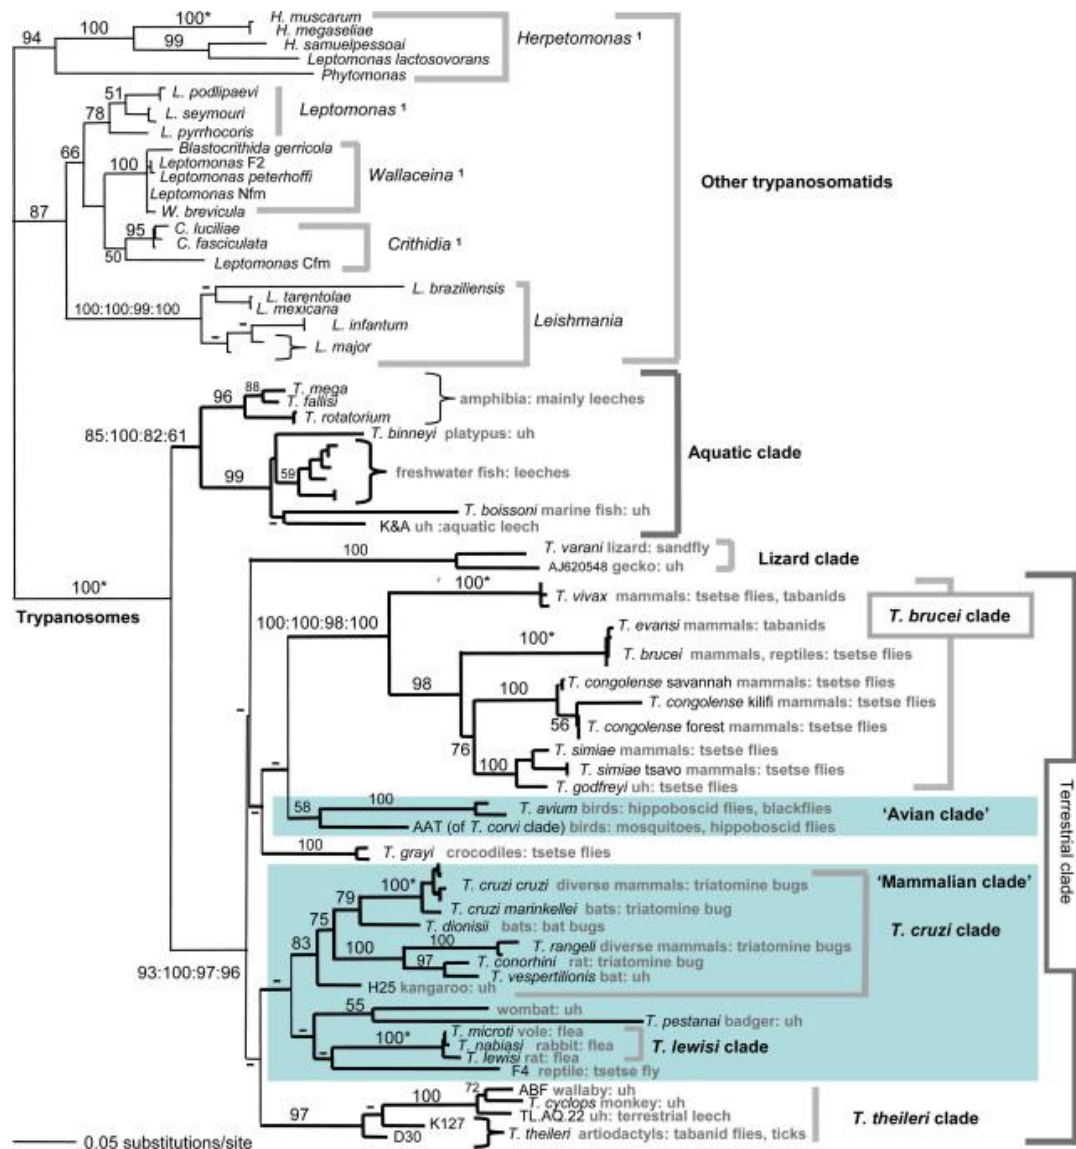 H. muscarum
100*
H. megaseliae
100
94
99
H. samuelpessoai
Herpetomonas 1
Leptomonas lactosovorans
Phytomonas
L. podlipaevi
51
Leptomonas 1
L. seymouri
78
L. pyrrhocoris
66
Blastocrithida gerricola
100
Leptomonas F2
Leptomonas peterhoffi
Wallaceina 1
Other trypanosomatids
Leptomonas Nfm
87
W. brevicula
C. luciliae
95
C. fasciculata
Crithidia 1
50
Leptomonas Cfm
-
L. braziliensis
L. tarentolae
100:100:99:100
L. mexicana
Leishmania
-
L. infantum
-
L. major
88
T. mega
96
T. fallisi
amphibia: mainly leeches
T. rotatorium
85:100:82:61
T. binneyi platypus: uh
Aquatic clade
59
freshwater fish: leeches
99
T. boissoni marine fish: uh
-
K&A uh :aquatic leech
T. varani lizard: sandfly
100
Lizard clade
AJ620548 gecko: uh
100*
100*
T. vivax mammals: tsetse flies, tabanids
Trypanosomes
T. brucei clade
100:100:98:100
T. evansi mammals: tabanids
100*
T. brucei mammals, reptiles: tsetse flies
98
100
T. congolense savannah mammals: tsetse flies
T. congolense kilifi mammals: tsetse flies
-
56
T. congolense forest mammals: tsetse flies
76
T. simiae mammals: tsetse flies
100
T. simiae tsavo mammals: tsetse flies
-
T. godfreyi uh: tsetse flies
100
58
T. avium birds: hippoboscid flies, blackflies
'Avian clade'
-
AAT (of T. corvi clade) birds: mosquitoes, hippoboscid flies
100
T. grayi crocodiles: tsetse flies
Terrestrial clade
'Mammalian clade'
100*
T. cruzi cruzi diverse mammals: triatomine bugs
79
T. cruzi marinkellei bats: triatomine bug
75
T. dionisii bats: bat bugs
T. cruzi clade
83
100
100
T. rangeli diverse mammals: triatomine bugs
97
T. conorhini rat: triatomine bug
93:100:97:96
T. vespertilionis bat: uh
-
H25 kangaroo: uh
55
wombat: uh
T. pestanai badger: uh
-
T. microti vole: flea
100*
T. nabiasi rabbit: flea
T. lewisi clade
-
T. lewisi rat: flea
-
F4 reptile: tsetse fly
72
ABF wallaby: uh
100
T. cyclops monkey: uh
97
TL.AQ.22 uh: terrestrial leech
T. theileri clade
-
K127
T. theileri artiodactyls: tabanid flies, ticks
D30
0.05 substitutions/site